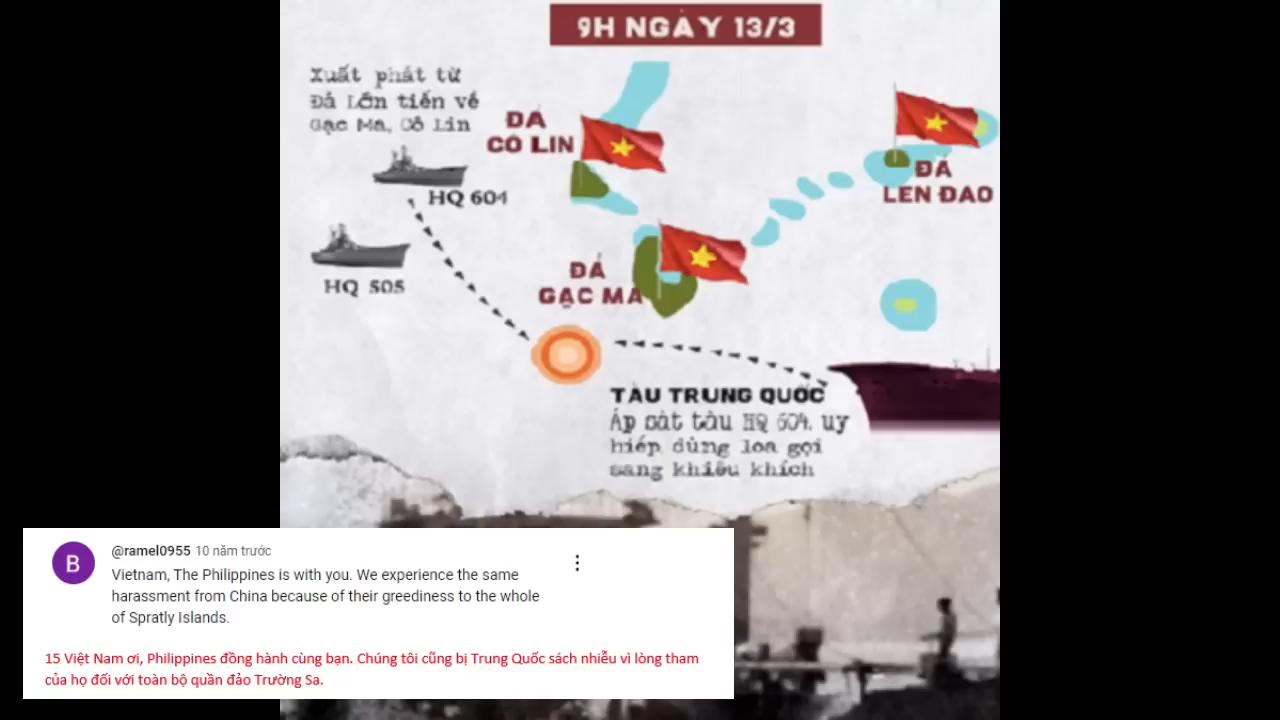 9H NGÀY 13/3
Xuất phát từ
Đá Lớn tiến về
Gạc Ma, Cô Lin
HQ 604
HQ 505
ĐÁ
CÔ LIN
ĐÁ
LEN ĐAO
ĐÁ
GẠC MA
TÀU TRUNG QUỐC
Áp sát tàu HQ 604, uy
hiếp, dùng loa gọi
sang khiêu khích
B
@ramel0955 10 năm trước
Vietnam, The Philippines is with you. We experience the same
harassment from China because of their greediness to the whole
of Spratly Islands.
15 Việt Nam ơi, Philippines đồng hành cùng bạn. Chúng tôi cũng bị Trung Quốc sách nhiễu vì lòng tham
của họ đối với toàn bộ quần đảo Trường Sa.